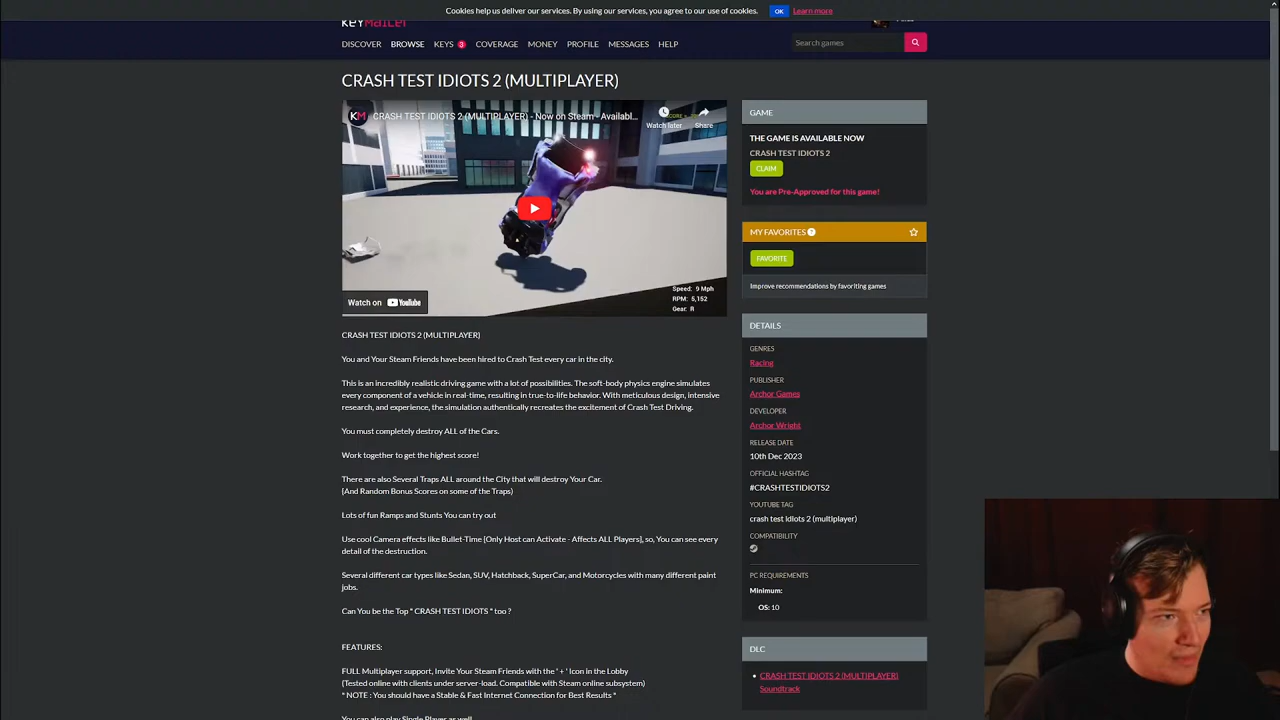 Cookies help us deliver our services. By using our services, you agree to our use of cookies. OK Learn more
KEYMAILER
DISCOVER BROWSE KEYS 3 COVERAGE MONEY PROFILE MESSAGES HELP
Search games
CRASH TEST IDIOTS 2 (MULTIPLAYER)
KM CRASH TEST IDIOTS 2 (MULTIPLAYER) - Now on Steam - Availabl...
Watch later Share
Speed: 9 Mph
RPM: 5,152
Gear: R
Watch on YouTube
CRASH TEST IDIOTS 2 (MULTIPLAYER)
You and Your Steam Friends have been hired to Crash Test every car in the city.
This is an incredibly realistic driving game with a lot of possibilities. The soft-body physics engine simulates
every component of a vehicle in real-time, resulting in true-to-life behavior. With meticulous design, intensive
research, and experience, the simulation authentically recreates the excitement of Crash Test Driving.
You must completely destroy ALL of the Cars.
Work together to get the highest score!
There are also Several Traps ALL around the City that will destroy Your Car.
(And Random Bonus Scores on some of the Traps)
Lots of fun Ramps and Stunts You can try out
Use cool Camera effects like Bullet-Time [Only Host can Activate - Affects ALL Players], so, You can see every
detail of the destruction.
Several different car types like Sedan, SUV, Hatchback, SuperCar, and Motorcycles with many different paint
jobs.
Can You be the Top " CRASH TEST IDIOTS " too ?
FEATURES:
FULL Multiplayer support, Invite Your Steam Friends with the ' + ' Icon in the Lobby
(Tested online with clients under server-load. Compatible with Steam online subsystem)
* NOTE : You should have a Stable & Fast Internet Connection for Best Results *
You can also play Single Player as well
GAME
THE GAME IS AVAILABLE NOW
CRASH TEST IDIOTS 2
CLAIM
You are Pre-Approved for this game!
MY FAVORITES ?
FAVORITE
Improve recommendations by favoriting games
DETAILS
GENRES
Racing
PUBLISHER
Archor Games
DEVELOPER
Archor Wright
RELEASE DATE
10th Dec 2023
OFFICIAL HASHTAG
#CRASHTESTIDIOTS2
YOUTUBE TAG
crash test idiots 2 (multiplayer)
COMPATIBILITY
PC REQUIREMENTS
Minimum:
OS: 10
DLC
CRASH TEST IDIOTS 2 (MULTIPLAYER)
Soundtrack